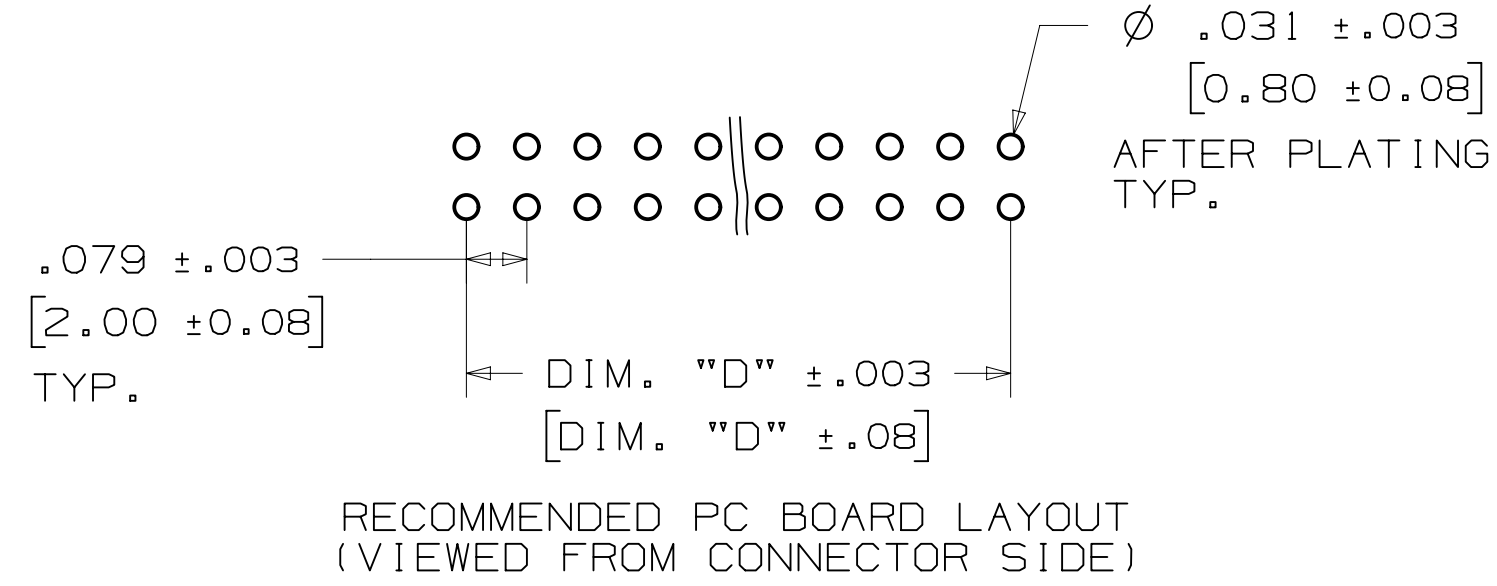 Ø .031 ±.003
[0.80 ±0.08]
AFTER PLATING
TYP.
.079 ±.003
[2.00 ±0.08]
TYP.
DIM. "D" ±.003
[DIM. "D" ±.08]
RECOMMENDED PC BOARD LAYOUT
(VIEWED FROM CONNECTOR SIDE)